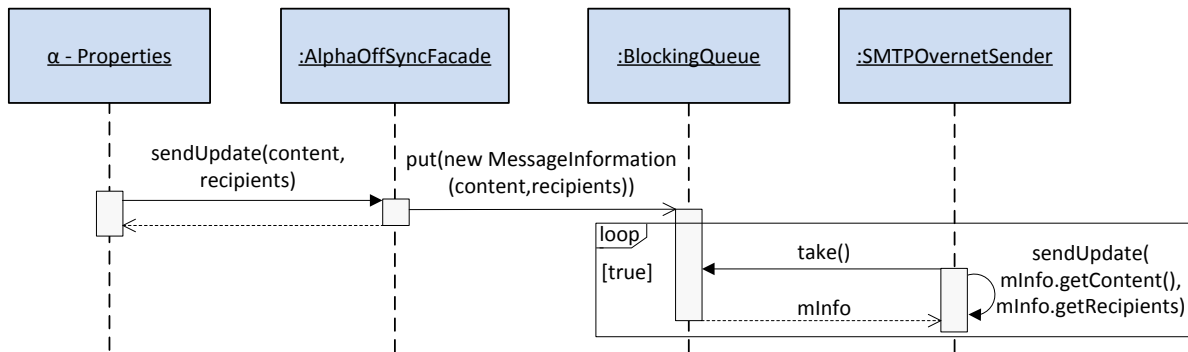 α - Properties
:AlphaOffSyncFacade
:BlockingQueue
:SMTPOvernetSender
sendUpdate(content,
recipients)
put(new MessageInformation
(content,recipients))
loop
[true]
take()
sendUpdate(
mInfo.getContent(),
mInfo.getRecipients)
mInfo